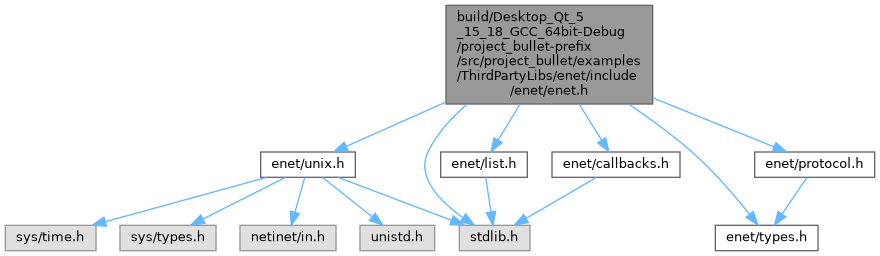 build/Desktop_Qt_5
_15_18_GCC_64bit-Debug
/project_bullet-prefix
/src/project_bullet/examples
/ThirdPartyLibs/enet/include
/enet/enet.h
enet/unix.h
enet/list.h
enet/callbacks.h
enet/protocol.h
sys/time.h
sys/types.h
netinet/in.h
unistd.h
stdlib.h
enet/types.h